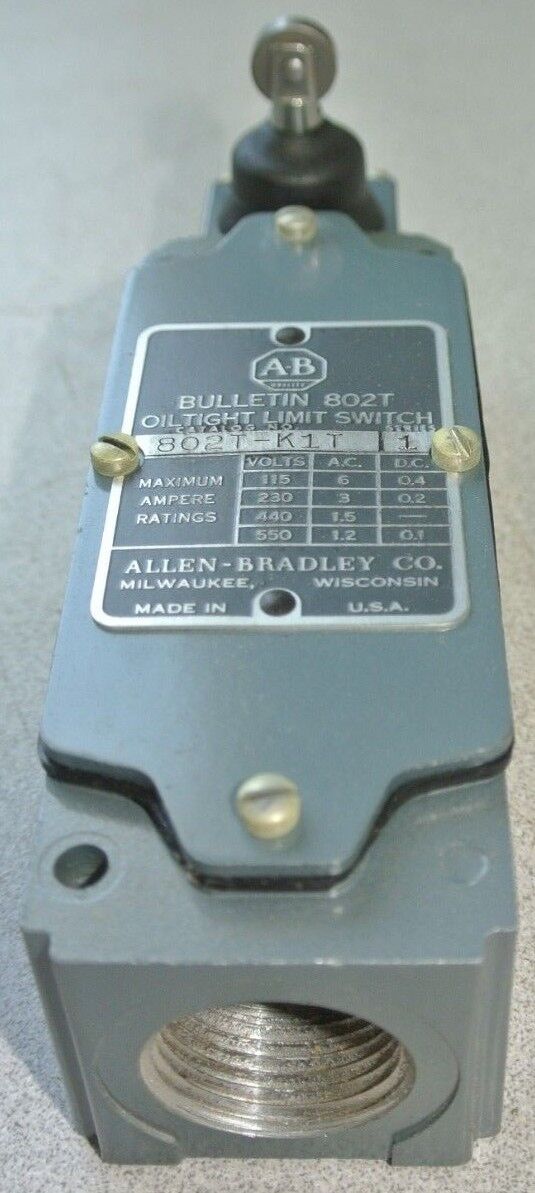 A-B
QUALITY
BULLETIN 802T
OILTIGHT LIMIT SWITCH
CATALOG NO. SERIES
802T-K1T 1
MAXIMUM AMPERE RATINGS
VOLTS A.C. D.C.
115 6 0.4
230 3 0.2
440 1.5 —
550 1.2 0.1
ALLEN-BRADLEY CO.
MILWAUKEE, WISCONSIN
MADE IN U.S.A.